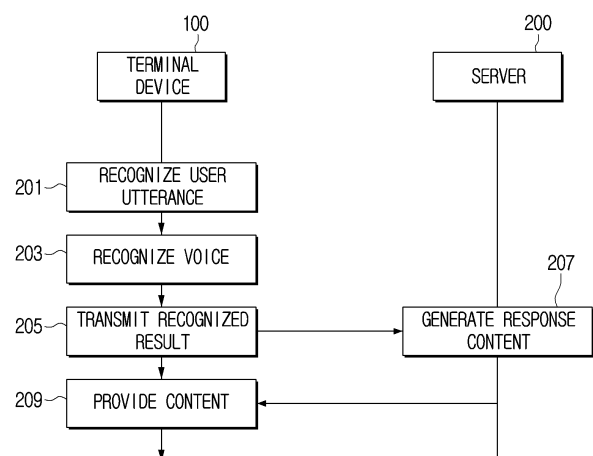 100
200
TERMINAL
DEVICE
SERVER
201
RECOGNIZE USER
UTTERANCE
203
RECOGNIZE VOICE
207
205
TRANSMIT RECOGNIZED
RESULT
GENERATE RESPONSE
CONTENT
209
PROVIDE CONTENT